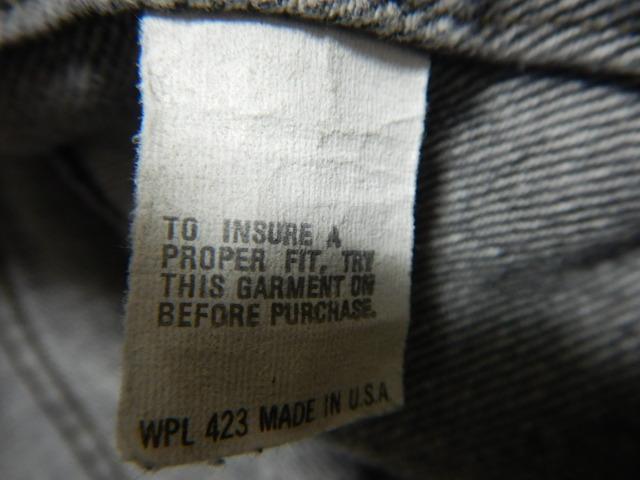 TO INSURE A
PROPER FIT, TRY
THIS GARMENT ON
BEFORE PURCHASE.
WPL 423 MADE IN U.S.A